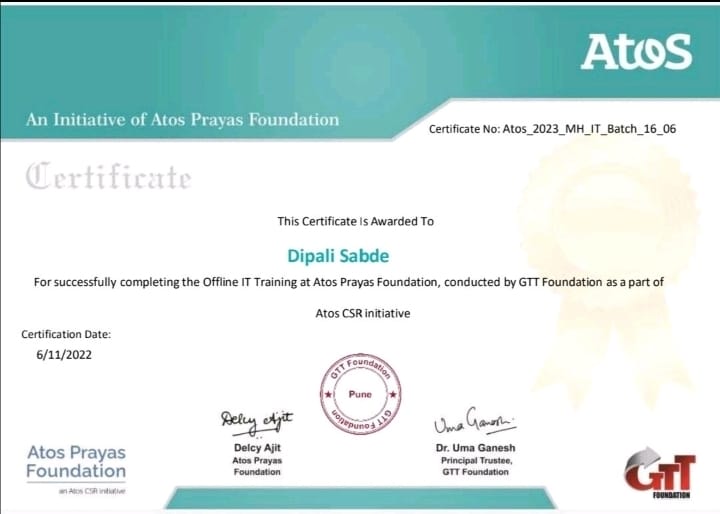 Atos
An Initiative of Atos Prayas Foundation
Certificate No: Atos_2023_MH_IT_Batch_16_06
Certificate
This Certificate Is Awarded To
Dipali Sabde
For successfully completing the Offline IT Training at Atos Prayas Foundation, conducted by GTT Foundation as a part of
Atos CSR initiative
Certification Date:
6/11/2022
GTT Foundation
Pune
GTT Foundation
Delcy Ajit
Uma Ganesh
Delcy Ajit
Atos Prayas
Foundation
Dr. Uma Ganesh
Principal Trustee,
GTT Foundation
Atos Prayas
Foundation
an Atos CSR initiative
GTT
FOUNDATION